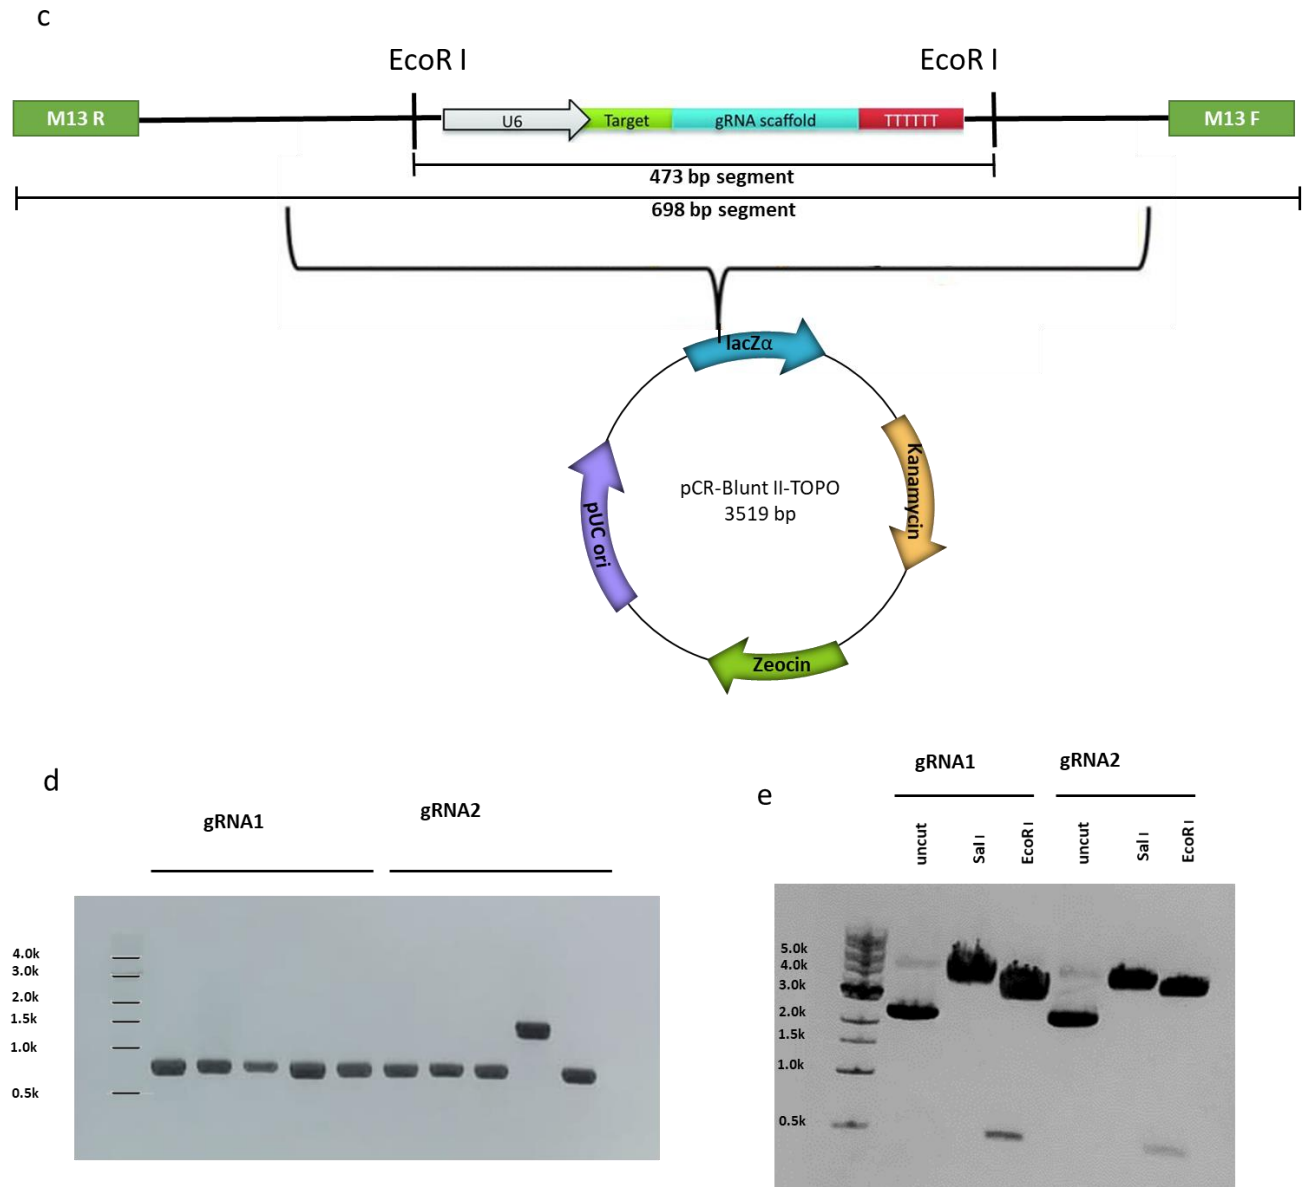 c
EcoR I
EcoR I
M13 R
U6
Target
gRNA scaffold
TTTTTT
M13 F
473 bp segment
698 bp segment
lacZα
Kanamycin
pCR-Blunt II-TOPO
3519 bp
pUC ori
Zeocin
d
gRNA1
gRNA2
4.0k
3.0k
2.0k
1.5k
1.0k
0.5k
e
gRNA1
gRNA2
uncut
Sal I
EcoR I
uncut
Sal I
EcoR I
5.0k
4.0k
3.0k
2.0k
1.5k
1.0k
0.5k